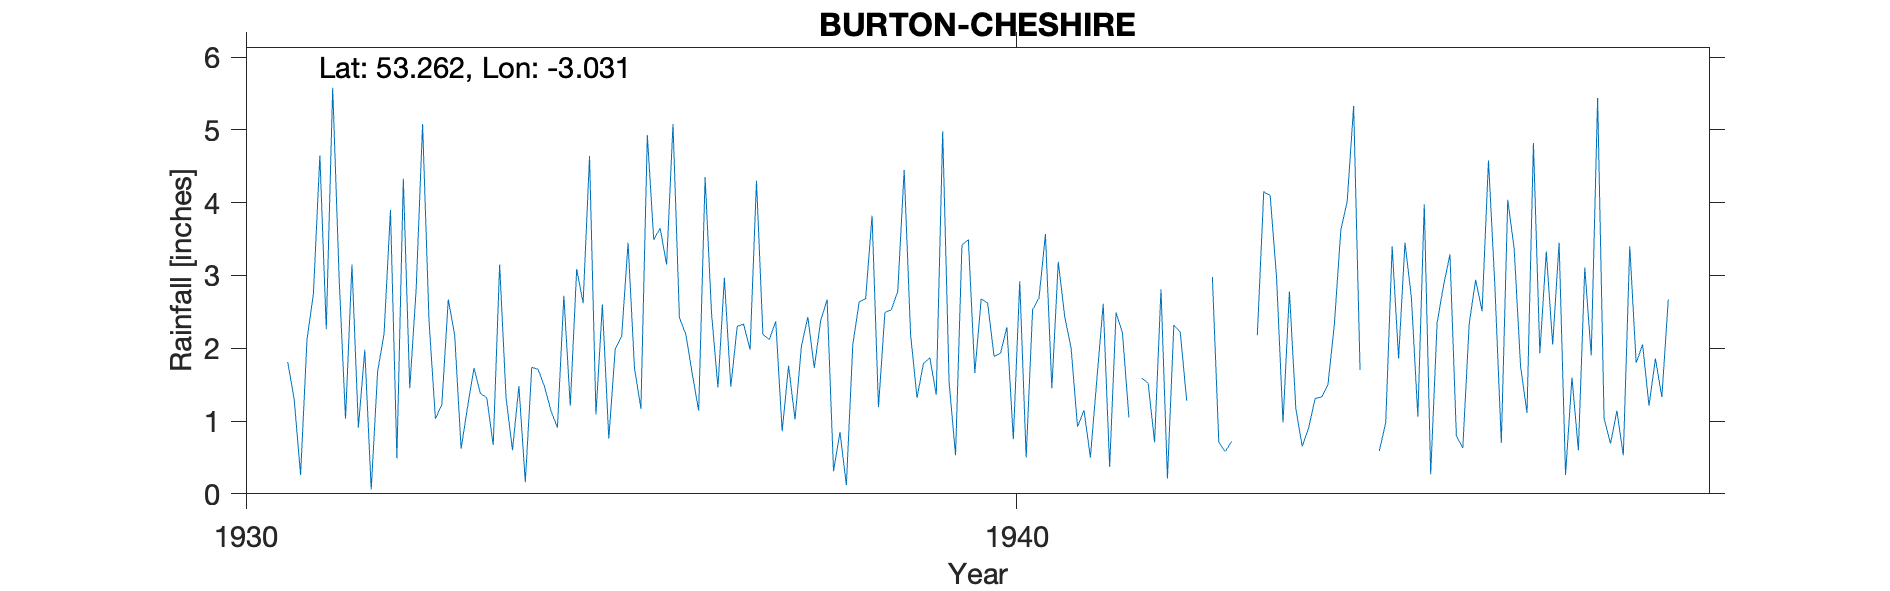 BURTON-CHESHIRE
Lat: 53.262, Lon: -3.031
6
5
4
3
2
1
0
Rainfall [inches]
1930 1940
Year